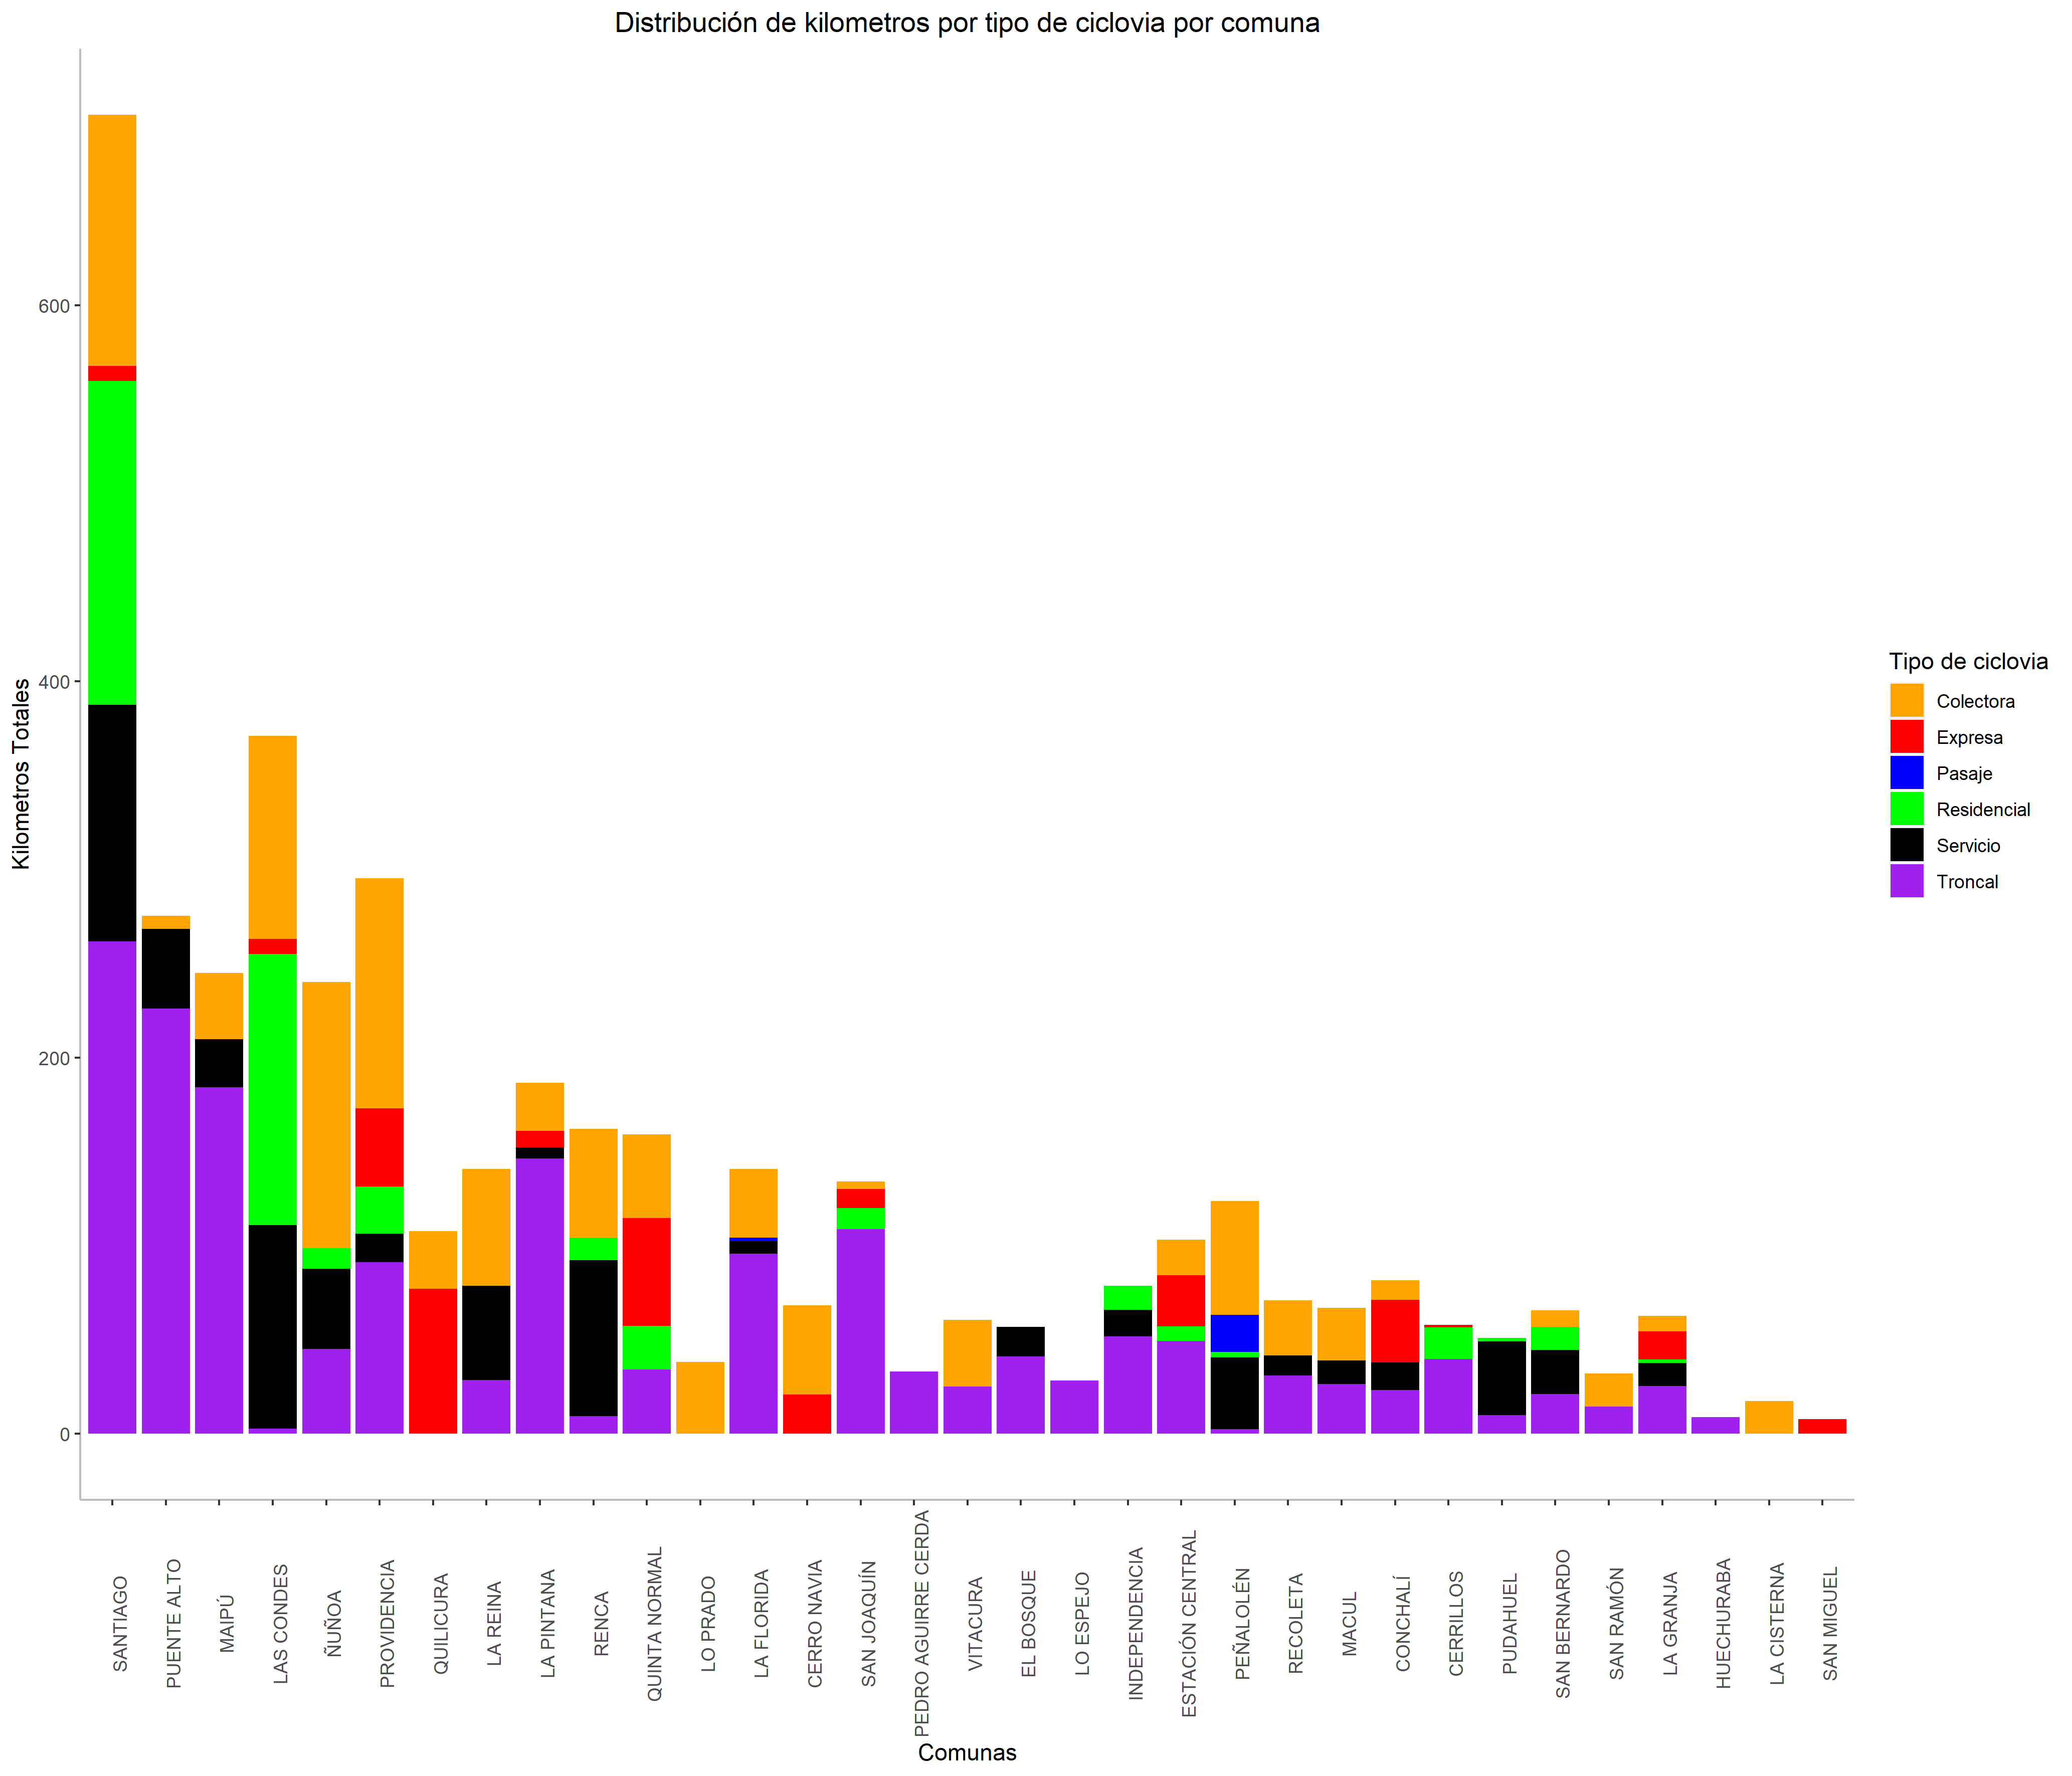 Distribución de kilometros por tipo de ciclovia por comuna
Kilometros Totales
600
400
200
0
SANTIAGO
PUENTE ALTO
MAIPÚ
LAS CONDES
ÑUÑOA
PROVIDENCIA
QUILICURA
LA REINA
LA PINTANA
RENCA
QUINTA NORMAL
LO PRADO
LA FLORIDA
CERRO NAVIA
SAN JOAQUÍN
PEDRO AGUIRRE CERDA
VITACURA
EL BOSQUE
LO ESPEJO
INDEPENDENCIA
ESTACIÓN CENTRAL
PEÑALOLÉN
RECOLETA
MACUL
CONCHALÍ
CERRILLOS
PUDAHUEL
SAN BERNARDO
SAN RAMÓN
LA GRANJA
HUECHURABA
LA CISTERNA
SAN MIGUEL
Comunas
Tipo de ciclovia
Colectora
Expresa
Pasaje
Residencial
Servicio
Troncal